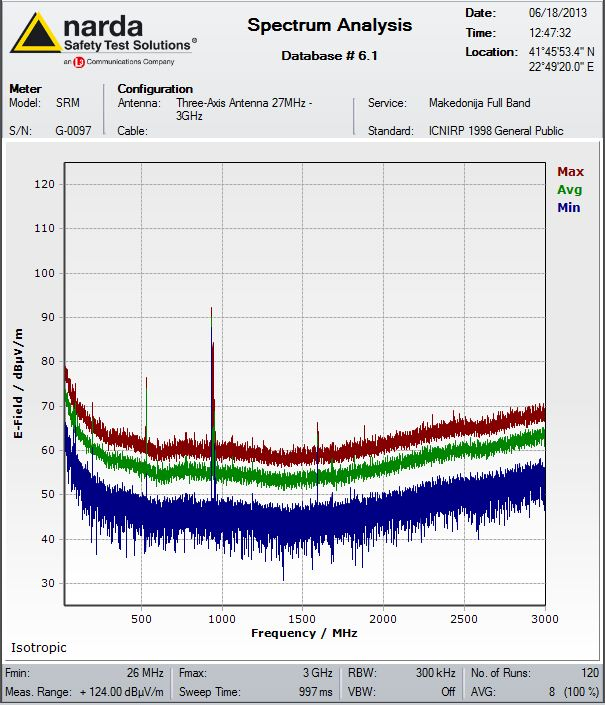 narda
Safety Test Solutions®
an L3 Communications Company
Spectrum Analysis
Database # 6.1
Date: 06/18/2013
Time: 12:47:32
Location: 41°45'53.4" N
22°49'20.0" E
Meter
Model: SRM
S/N: G-0097
Configuration
Antenna: Three-Axis Antenna 27MHz -
3GHz
Cable:
Service: Makedonija Full Band
Standard: ICNIRP 1998 General Public
Max
Avg
Min
E-Field / dBµV/m
120
110
100
90
80
70
60
50
40
30
500 1000 1500 2000 2500 3000
Frequency / MHz
Isotropic
Fmin: 26 MHz Fmax: 3 GHz RBW: 300 kHz No. of Runs: 120
Meas. Range: + 124.00 dBµV/m Sweep Time: 997 ms VBW: Off AVG: 8 (100 %)